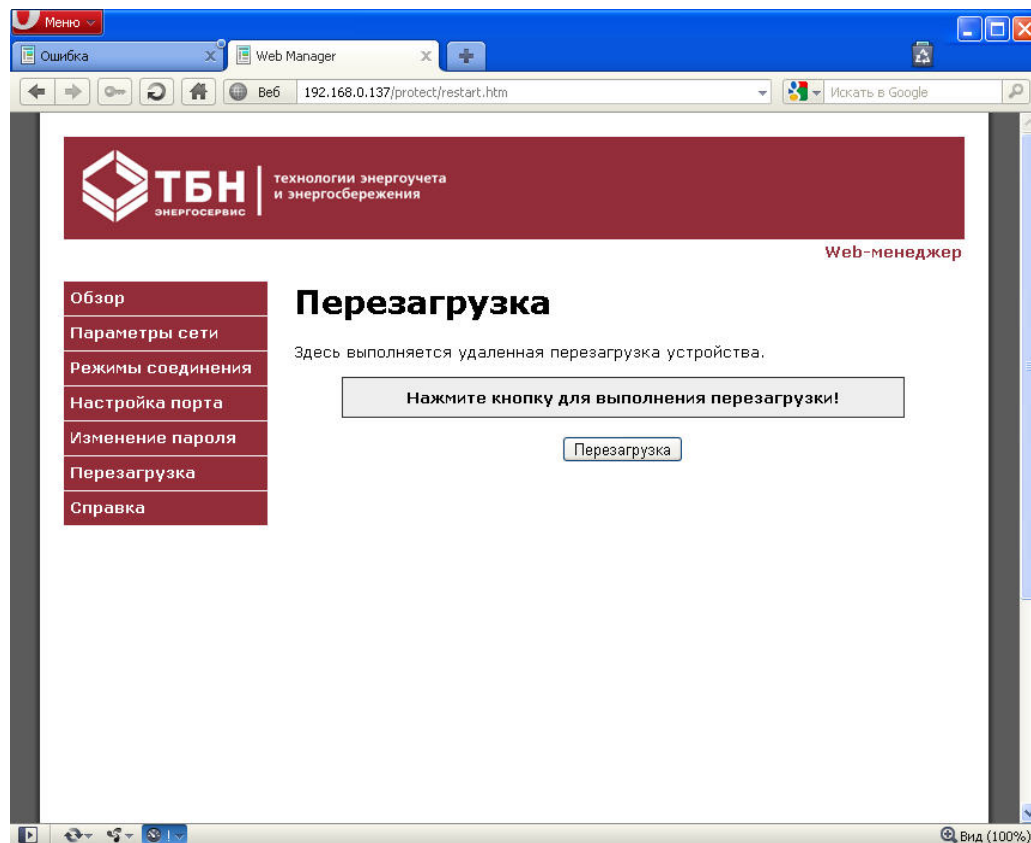 Меню
Ошибка
Web Manager
Веб
192.168.0.137/protect/restart.htm
Искать в Google
ТБН
ЭНЕРГОСЕРВИС
технологии энергоучета
и энергосбережения
Web-менеджер
Обзор
Параметры сети
Режимы соединения
Настройка порта
Изменение пароля
Перезагрузка
Справка
Перезагрузка
Здесь выполняется удаленная перезагрузка устройства.
Нажмите кнопку для выполнения перезагрузки!
Перезагрузка
Вид (100%)